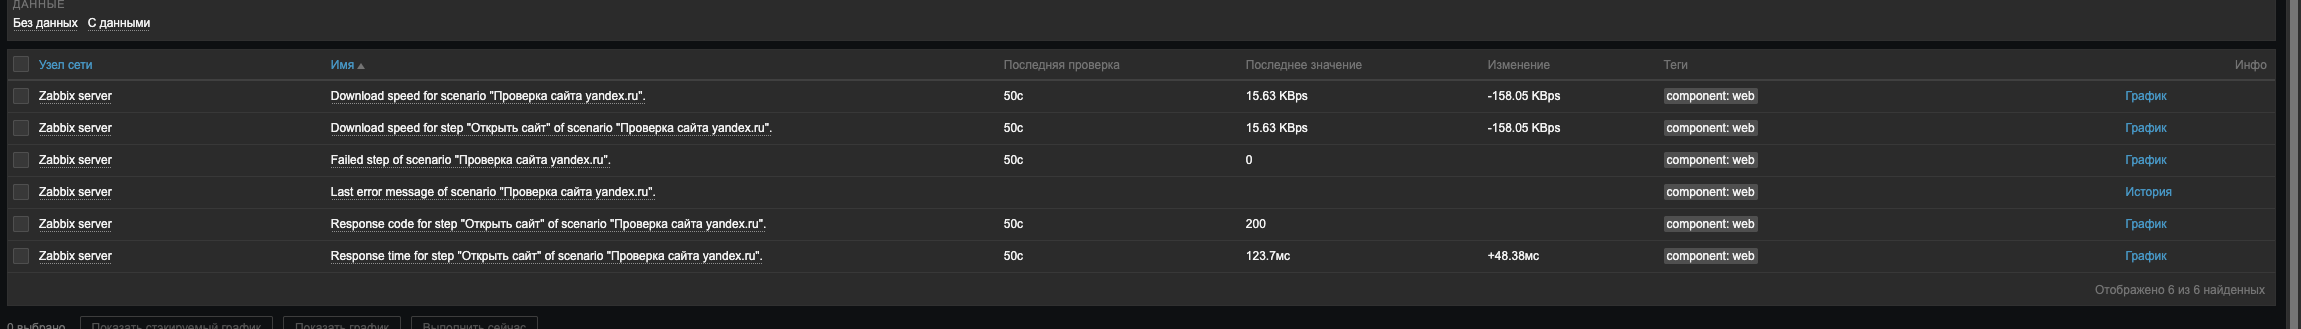 ДАННЫЕ
Без данных С данными
Узел сети Имя Последняя проверка Последнее значение Изменение Теги Инфо
Zabbix server Download speed for scenario "Проверка сайта yandex.ru". 50с 15.63 KBps -158.05 KBps component: web График
Zabbix server Download speed for step "Открыть сайт" of scenario "Проверка сайта yandex.ru". 50с 15.63 KBps -158.05 KBps component: web График
Zabbix server Failed step of scenario "Проверка сайта yandex.ru". 50с 0 component: web График
Zabbix server Last error message of scenario "Проверка сайта yandex.ru". component: web История
Zabbix server Response code for step "Открыть сайт" of scenario "Проверка сайта yandex.ru". 50с 200 component: web График
Zabbix server Response time for step "Открыть сайт" of scenario "Проверка сайта yandex.ru". 50с 123.7мс +48.38мс component: web График
Отображено 6 из 6 найденных
0 выбрано Показать стакируемый график Показать график Выполнить сейчас